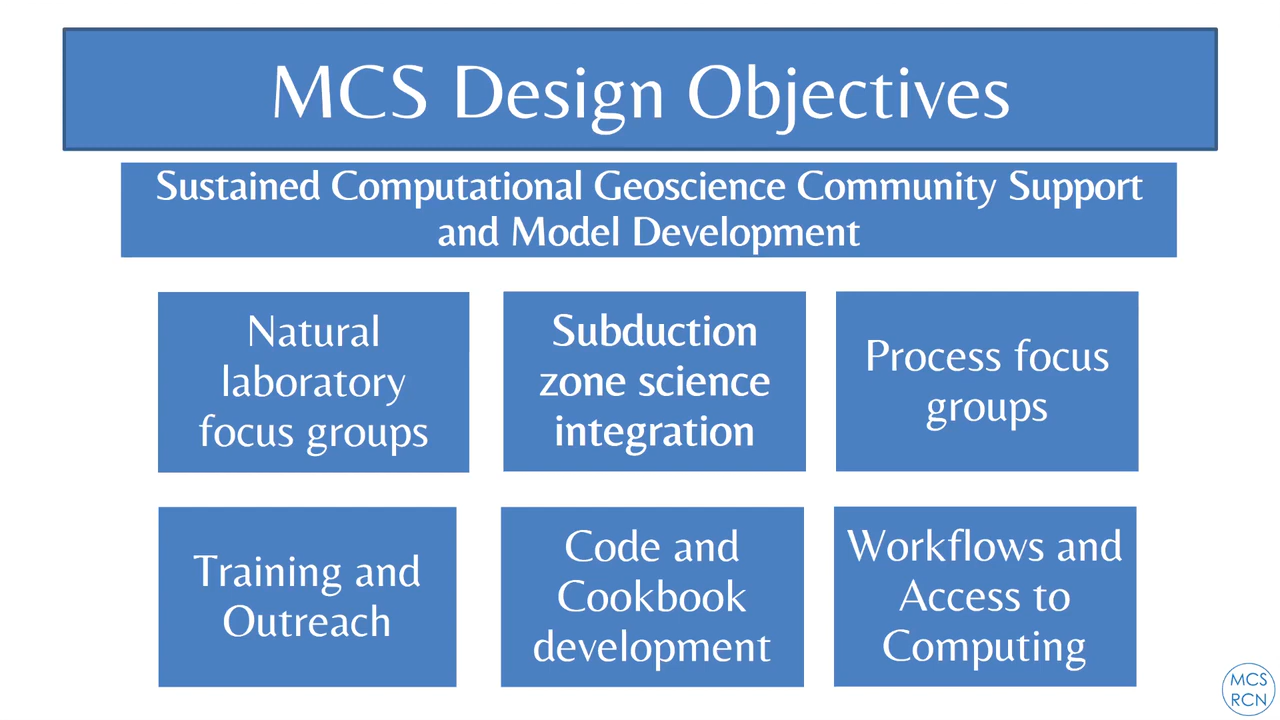 MCS Design Objectives
Sustained Computational Geoscience Community Support
and Model Development
Natural
laboratory
focus groups
Subduction
zone science
integration
Process focus
groups
Training and
Outreach
Code and
Cookbook
development
Workflows and
Access to
Computing
MCS
RCN